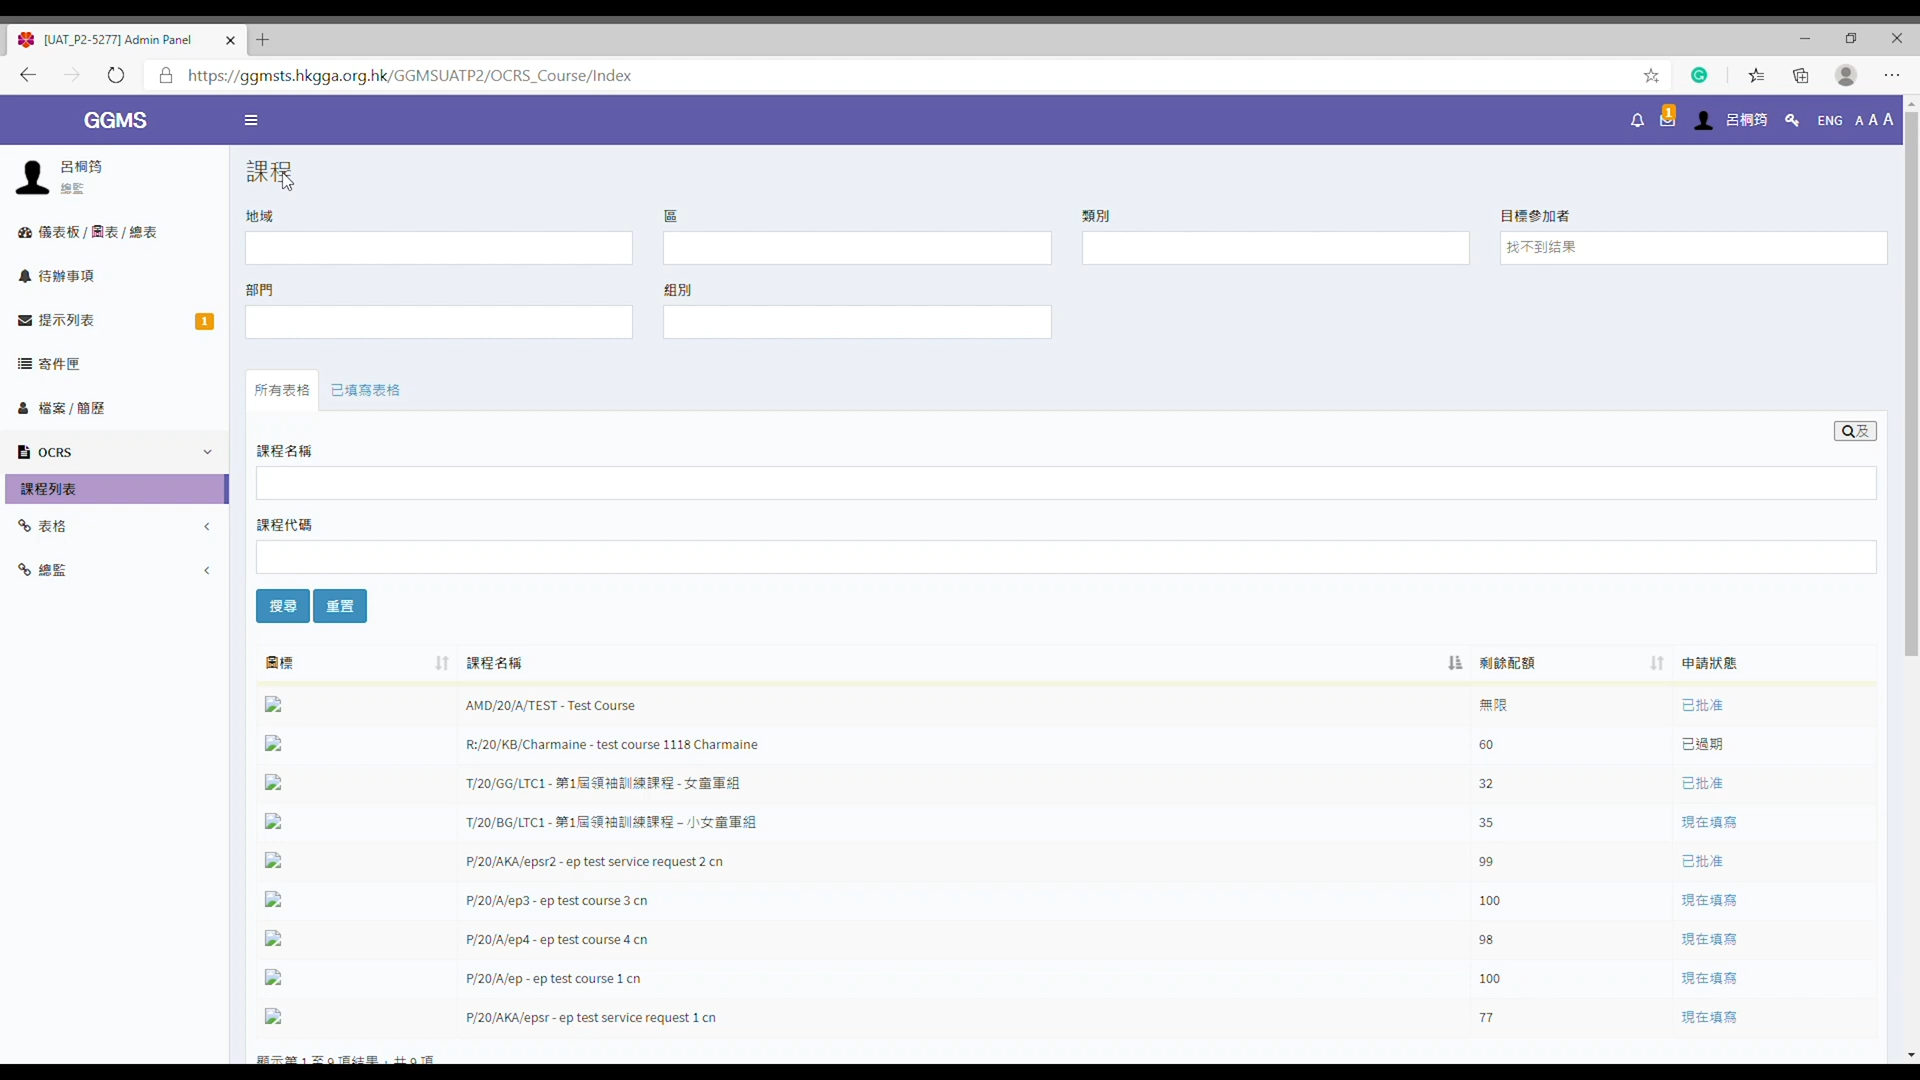 [UAT_P2-5277] Admin Panel
https://ggmsts.hkgga.org.hk/GGMSUATP2/OCRS_Course/Index
GGMS
1
呂桐筠
ENG
A A A
呂桐筠
總監
儀表板 / 圖表 / 總表
待辦事項
提示列表
1
寄件匣
檔案 / 簡歷
OCRS
課程列表
表格
總監
課程
地域
區
類別
目標參加者
找不到结果
部門
組別
所有表格
已填寫表格
及
課程名稱
課程代碼
搜尋
重置
圖標 課程名稱 剩餘配額 申請狀態
AMD/20/A/TEST - Test Course 無限 已批准
R:/20/KB/Charmaine - test course 1118 Charmaine 60 已過期
T/20/GG/LTC1 - 第1屆領袖訓練課程 - 女童軍組 32 已批准
T/20/BG/LTC1 - 第1屆領袖訓練課程 – 小女童軍組 35 現在填寫
P/20/AKA/epsr2 - ep test service request 2 cn 99 已批准
P/20/A/ep3 - ep test course 3 cn 100 現在填寫
P/20/A/ep4 - ep test course 4 cn 98 現在填寫
P/20/A/ep - ep test course 1 cn 100 現在填寫
P/20/AKA/epsr - ep test service request 1 cn 77 現在填寫
顯示第 1 至 9 項結果，共 9 項